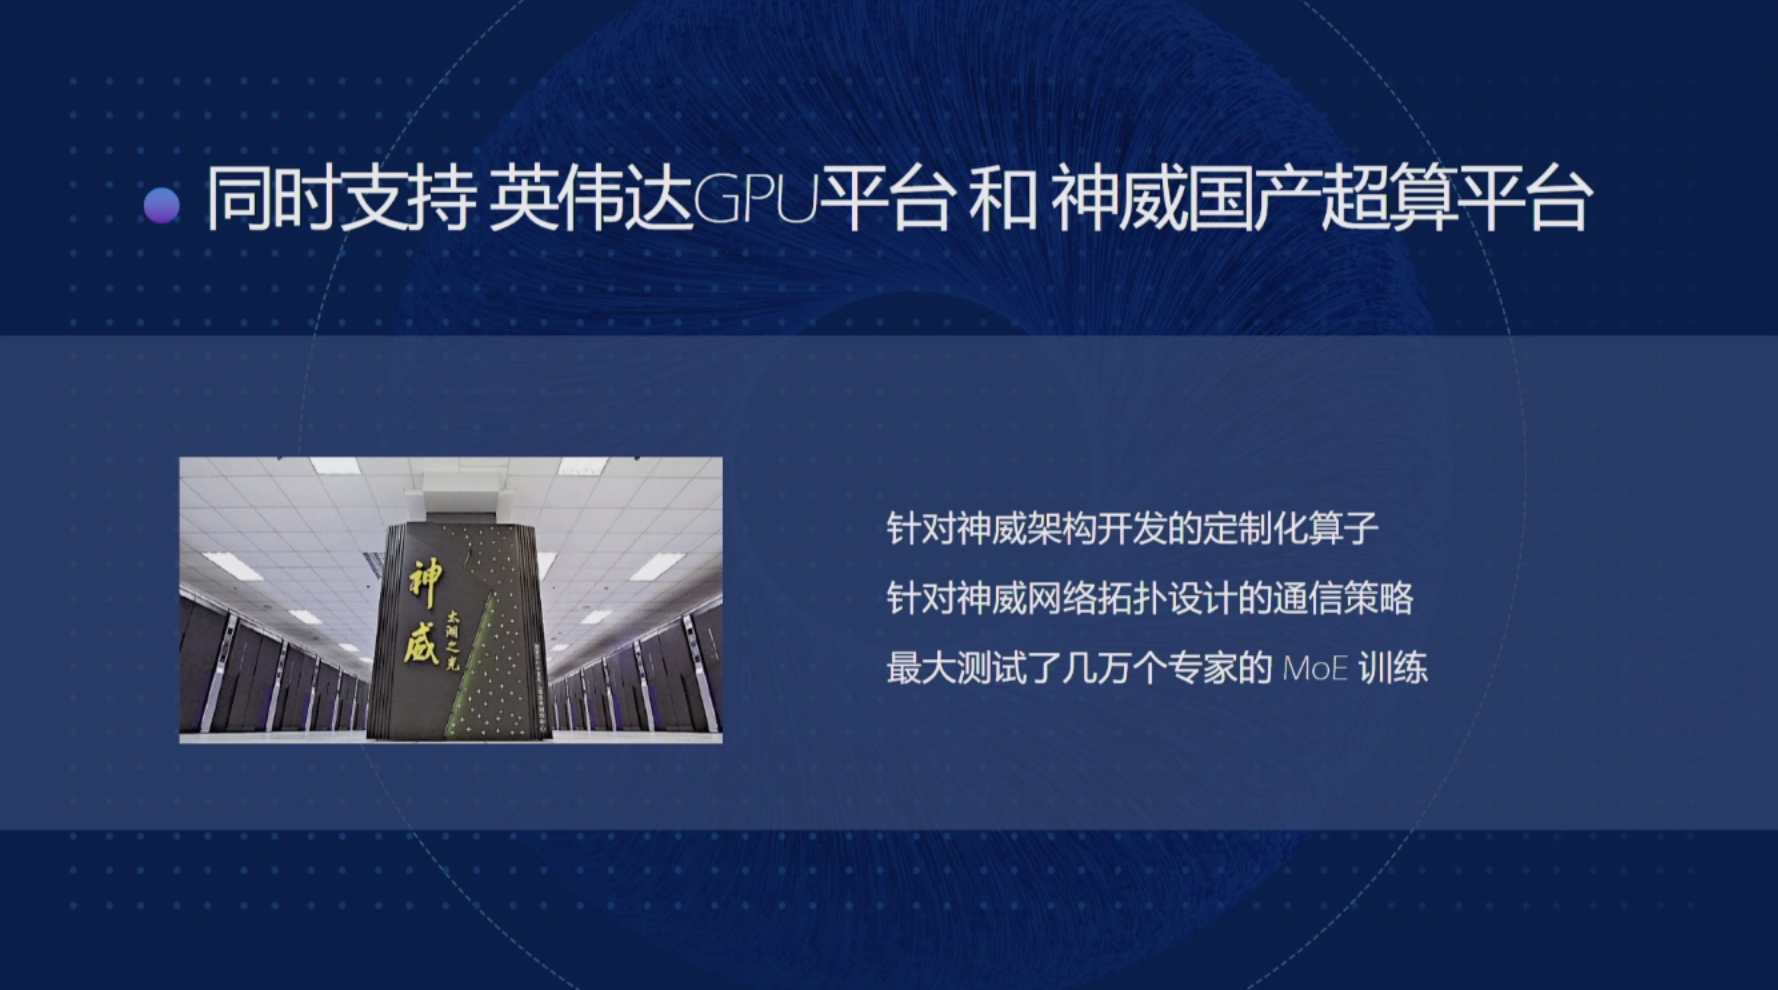 同时支持 英伟达GPU平台 和 神威国产超算平台
神威
太湖之光
针对神威架构开发的定制化算子
针对神威网络拓扑设计的通信策略
最大测试了几万个专家的 MoE 训练